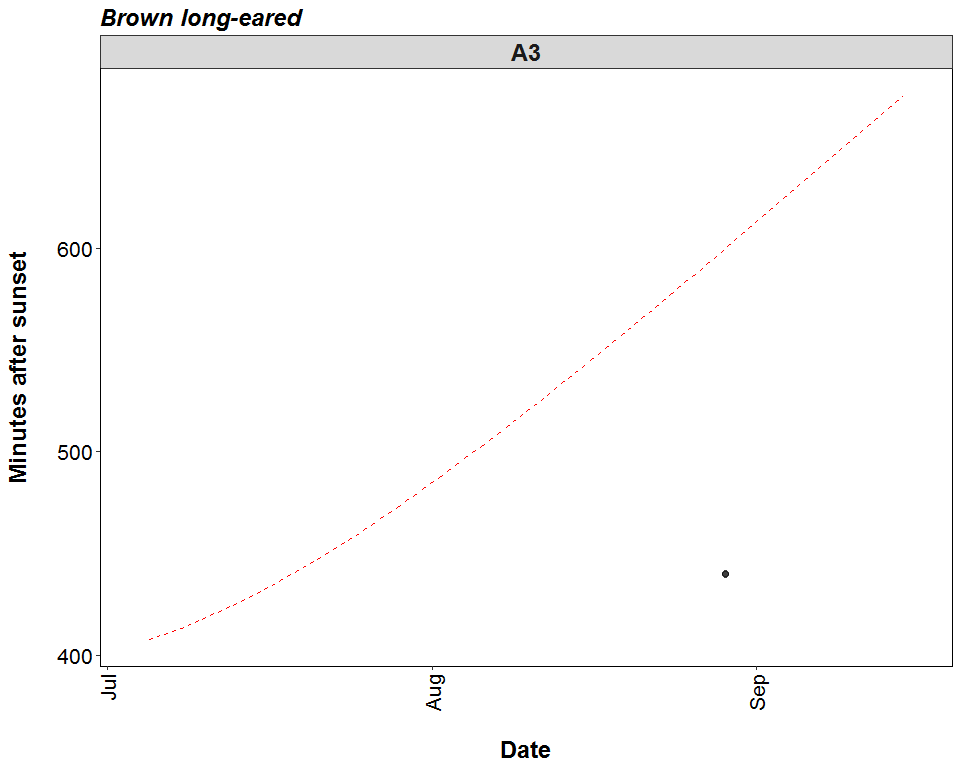 Brown long-eared
A3
Minutes after sunset
600
500
400
Jul
Aug
Sep
Date